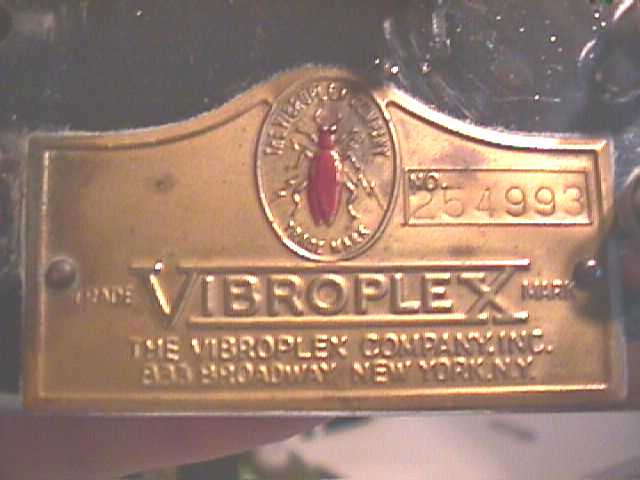 THE VIBROPLEX COMPANY
TRADE MARK
NO. 254993
TRADE VIBROPLEX MARK
THE VIBROPLEX COMPANY, INC.
833 BROADWAY, NEW YORK, N.Y.